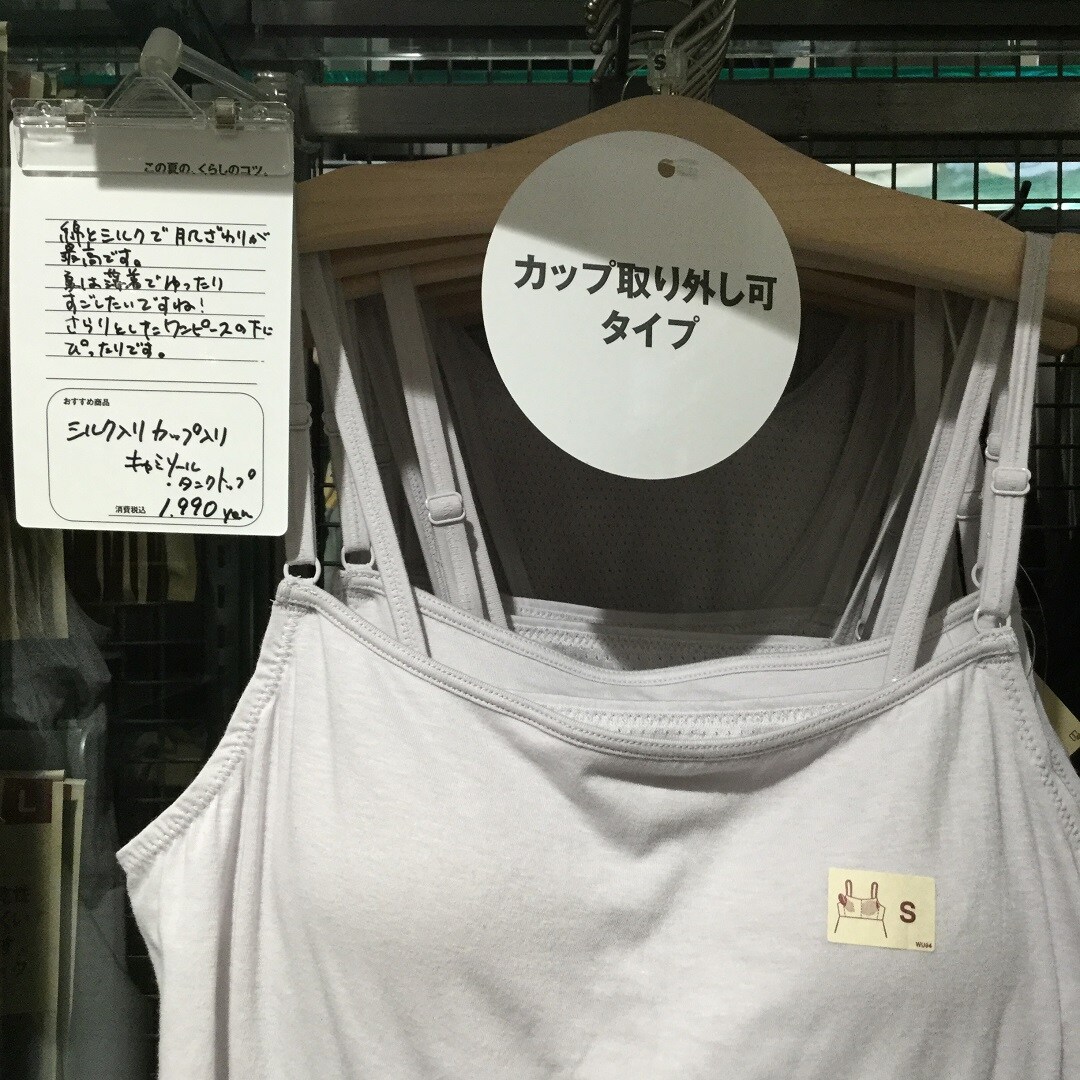 S
この夏の、くらしのコツ。
綿とシルクで肌ざわりが
最高です。
夏は薄着でゆったり
すごしたいですね!
さらりとしたワンピースの下に
ぴったりです。
おすすめ商品
シルク入りカップ入り
キャミソール
・タンクトップ
消費税込 1,990 yen
カップ取り外し可
タイプ
S
WU94
L